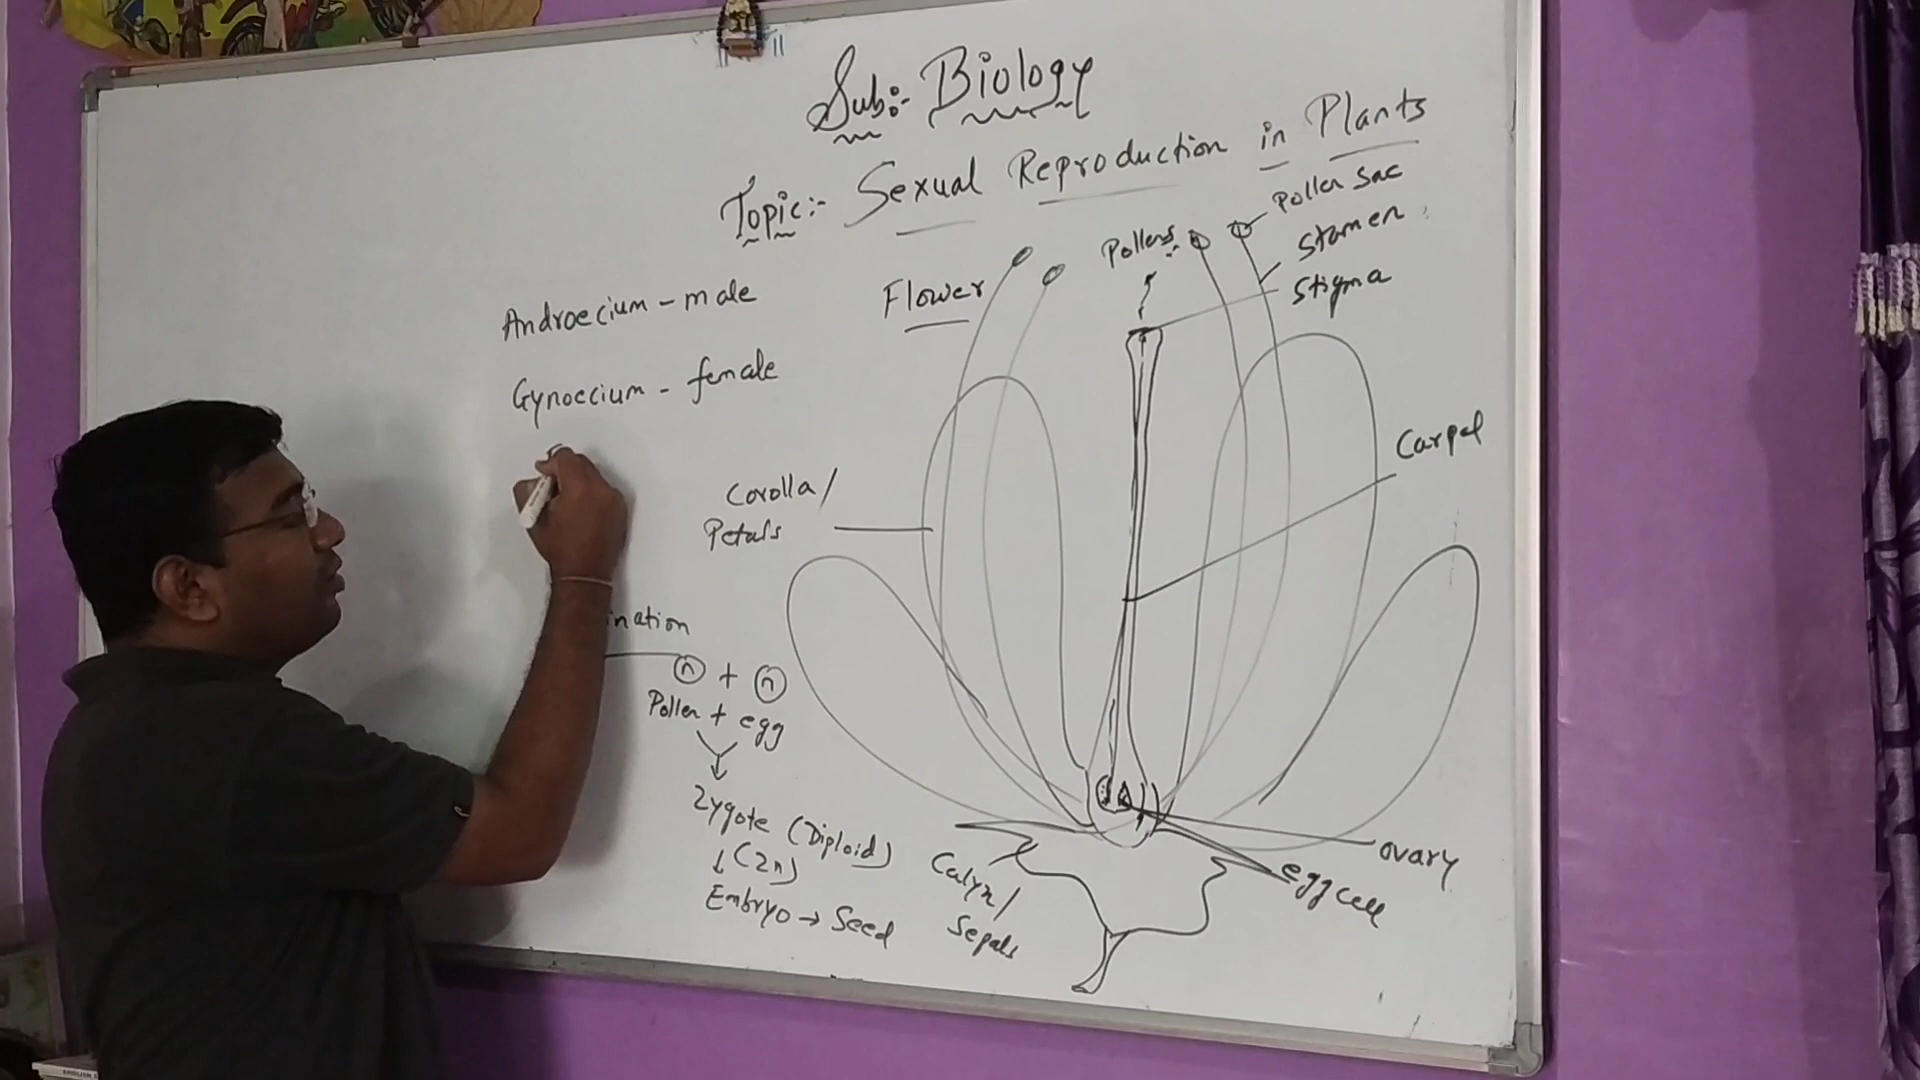 Sub:- Biology
Topic:- Sexual Reproduction in Plants
Pollen Sac
Stamen
Stigma
Pollens
Flower
Androecium - male
Gynoecium - female
Carpel
Corolla/
Petals
ination
n + n
Pollen + egg
Zygote (Diploid)
↓ (2n)
Embryo → Seed
Calyx/
Sepals
ovary
egg cell